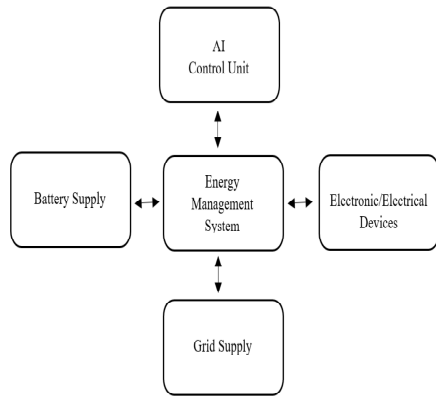 AI
Control Unit
Battery Supply
Energy
Management
System
Electronic/Electrical
Devices
Grid Supply